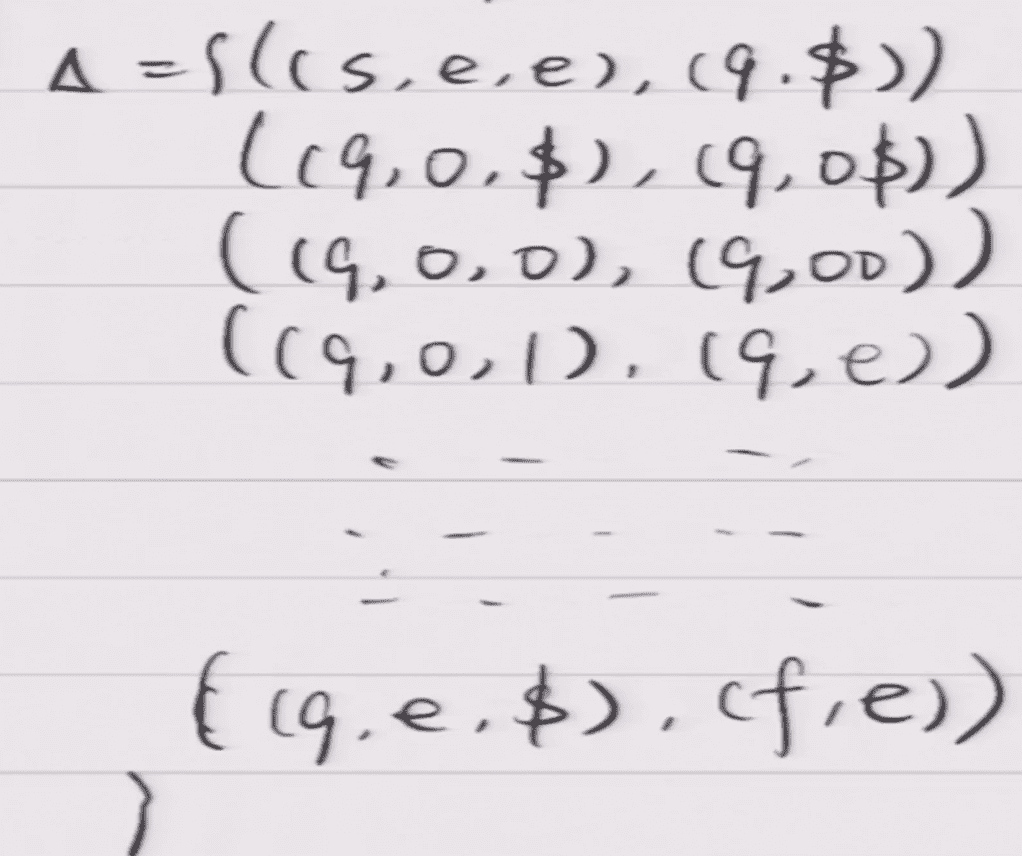 Δ = {((s, e, e), (q.$))
((q, 0, $), (q, 0$))
((q, 0, 0), (q, 00))
((q, 0, 1). (q, e))
- - - -
- - - - -
- - - -
((q, e, $), (f, e))
}